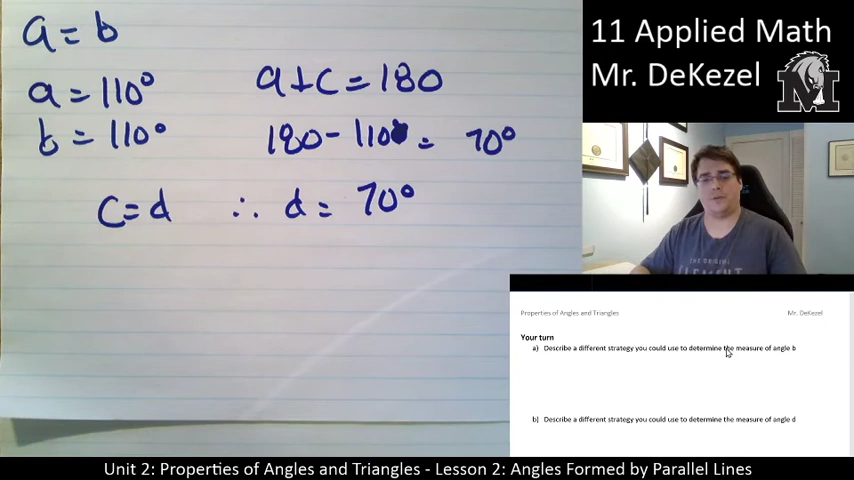 a = b
a = 110°
b = 110°
a + c = 180
180 - 110 = 70°
c = d ∴ d = 70°
11 Applied Math
Mr. DeKezel
M
THE ORIGINAL
ELEMENT
Properties of Angles and Triangles Mr. DeKezel
Your turn
a) Describe a different strategy you could use to determine the measure of angle b
b) Describe a different strategy you could use to determine the measure of angle d
Unit 2: Properties of Angles and Triangles - Lesson 2: Angles Formed by Parallel Lines